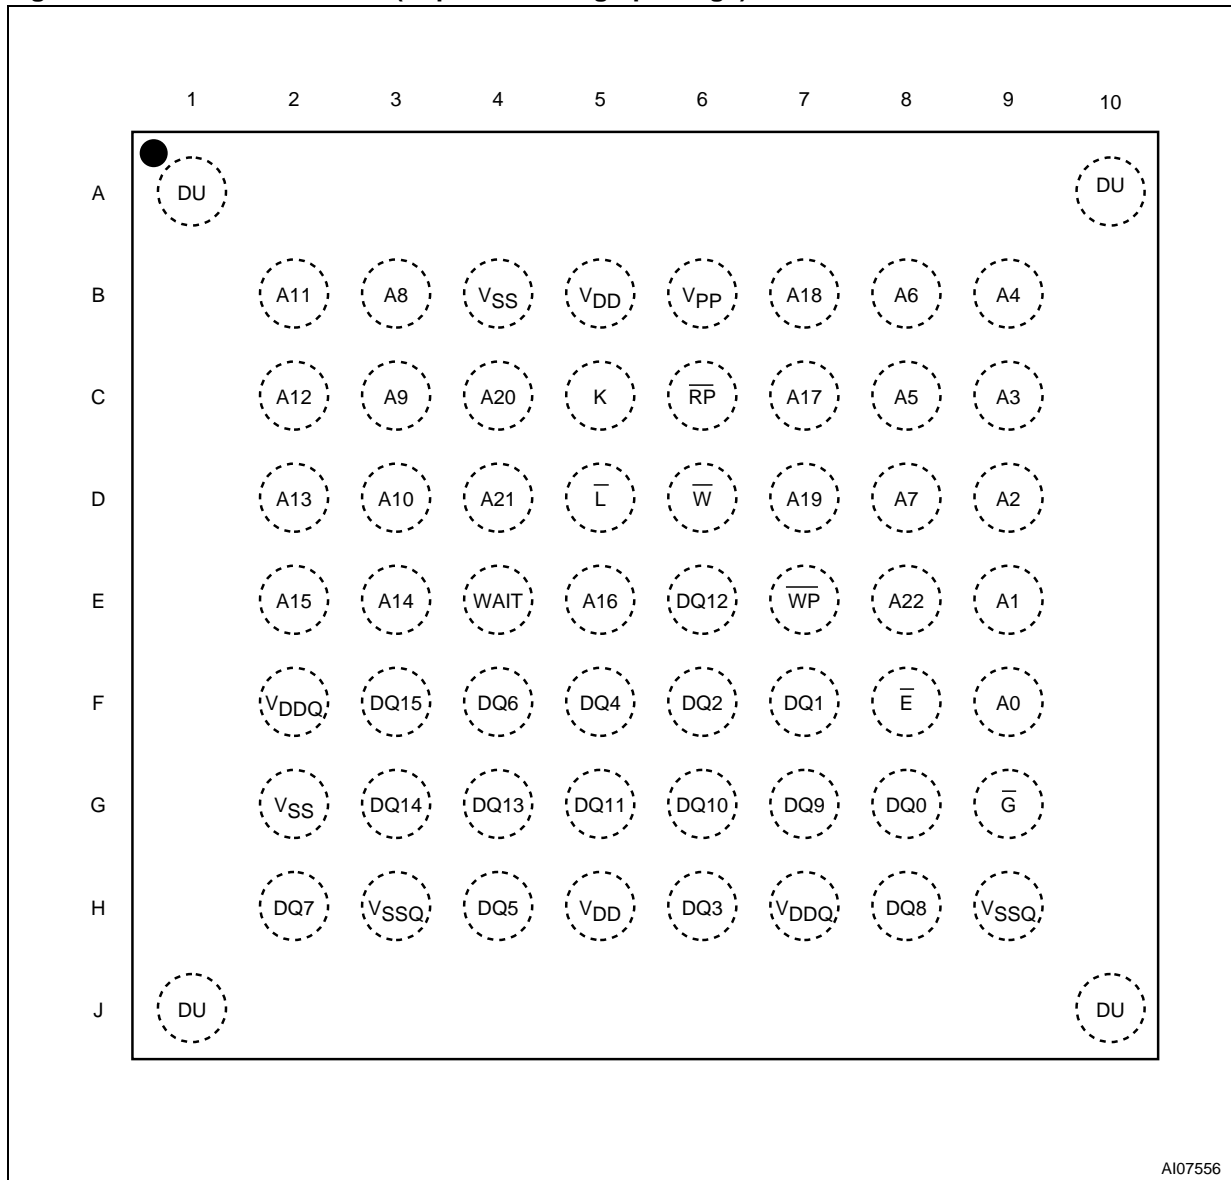 1 2 3 4 5 6 7 8 9 10
A DU DU
B A11 A8 VSS VDD VPP A18 A6 A4
C A12 A9 A20 K R̅P̅ A17 A5 A3
D A13 A10 A21 L̅ W̅ A19 A7 A2
E A15 A14 WAIT A16 DQ12 W̅P̅ A22 A1
F VDDQ DQ15 DQ6 DQ4 DQ2 DQ1 E̅ A0
G VSS DQ14 DQ13 DQ11 DQ10 DQ9 DQ0 G̅
H DQ7 VSSQ DQ5 VDD DQ3 VDDQ DQ8 VSSQ
J DU DU
AI07556